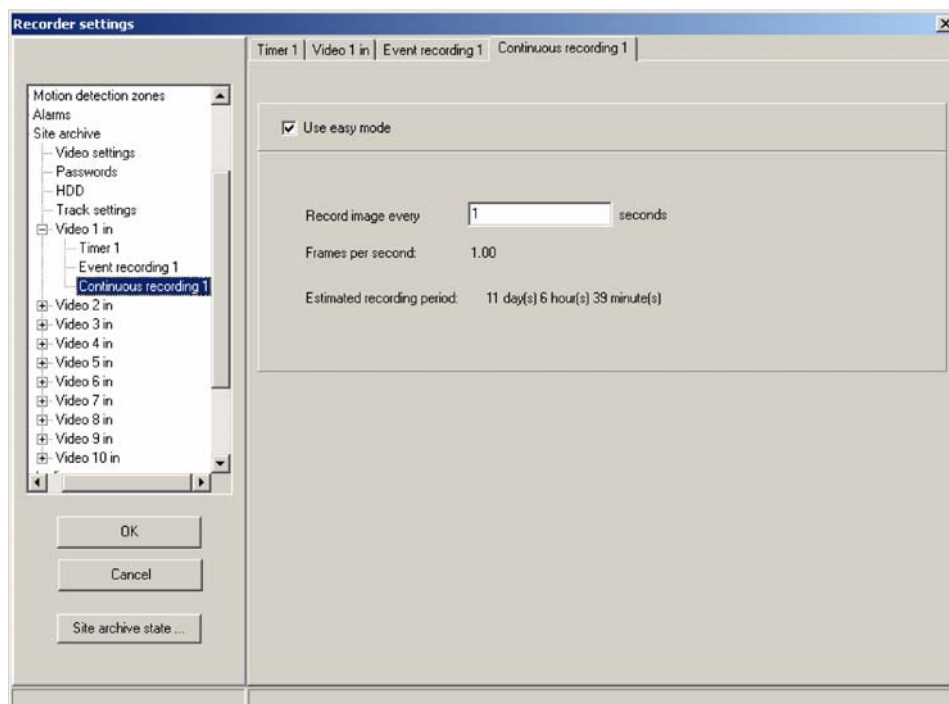 Recorder settings
Timer 1
Video 1 in
Event recording 1
Continuous recording 1
Motion detection zones
Alarms
Site archive
Video settings
Passwords
HDD
Track settings
Video 1 in
Timer 1
Event recording 1
Continuous recording 1
Video 2 in
Video 3 in
Video 4 in
Video 5 in
Video 6 in
Video 7 in
Video 8 in
Video 9 in
Video 10 in
OK
Cancel
Site archive state ...
Use easy mode
Record image every 1 seconds
Frames per second: 1.00
Estimated recording period: 11 day(s) 6 hour(s) 39 minute(s)